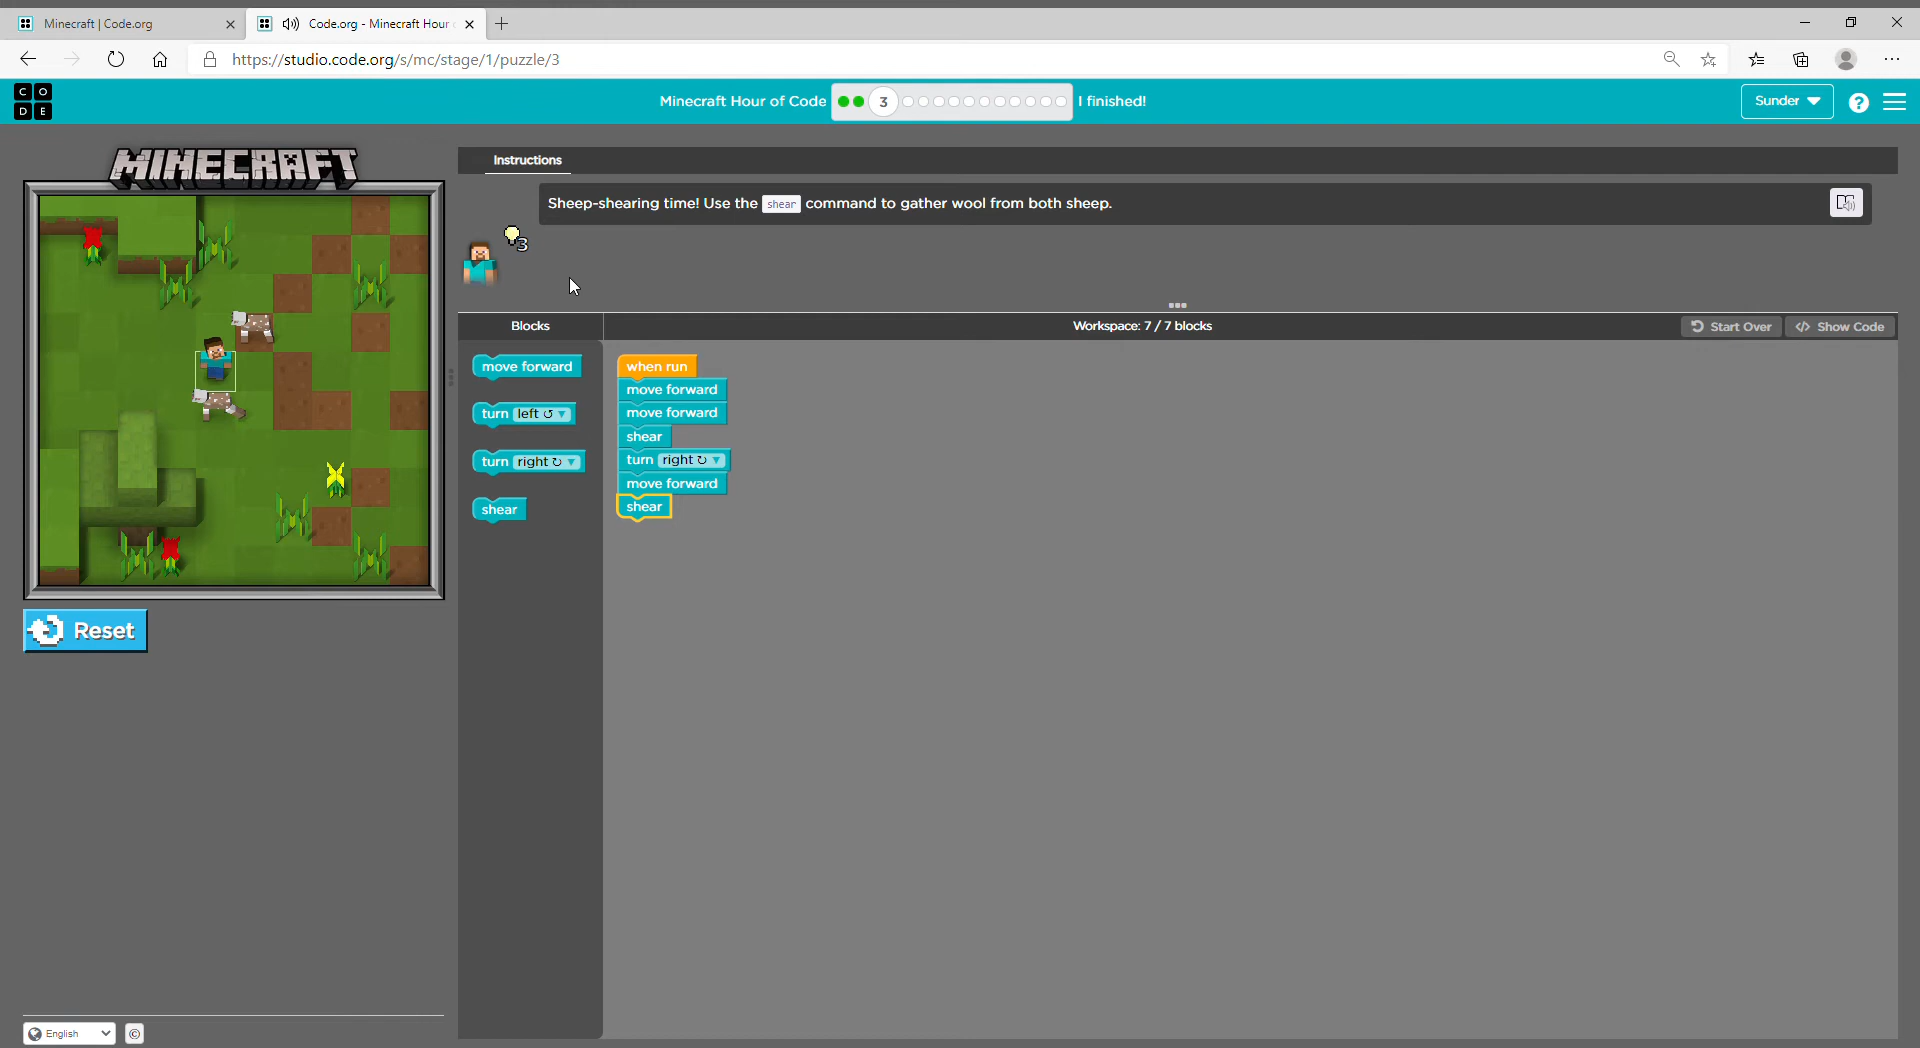 Minecraft | Code.org
Code.org - Minecraft Hour
https://studio.code.org/s/mc/stage/1/puzzle/3
CODE
Minecraft Hour of Code
3
I finished!
Sunder
?
MINECRAFT
Instructions
Sheep-shearing time! Use the shear command to gather wool from both sheep.
3
Blocks
Workspace: 7 / 7 blocks
Start Over
</> Show Code
move forward
turn left ↺ ▼
turn right ↻ ▼
shear
when run
move forward
move forward
shear
turn right ↻ ▼
move forward
shear
Reset
English
©